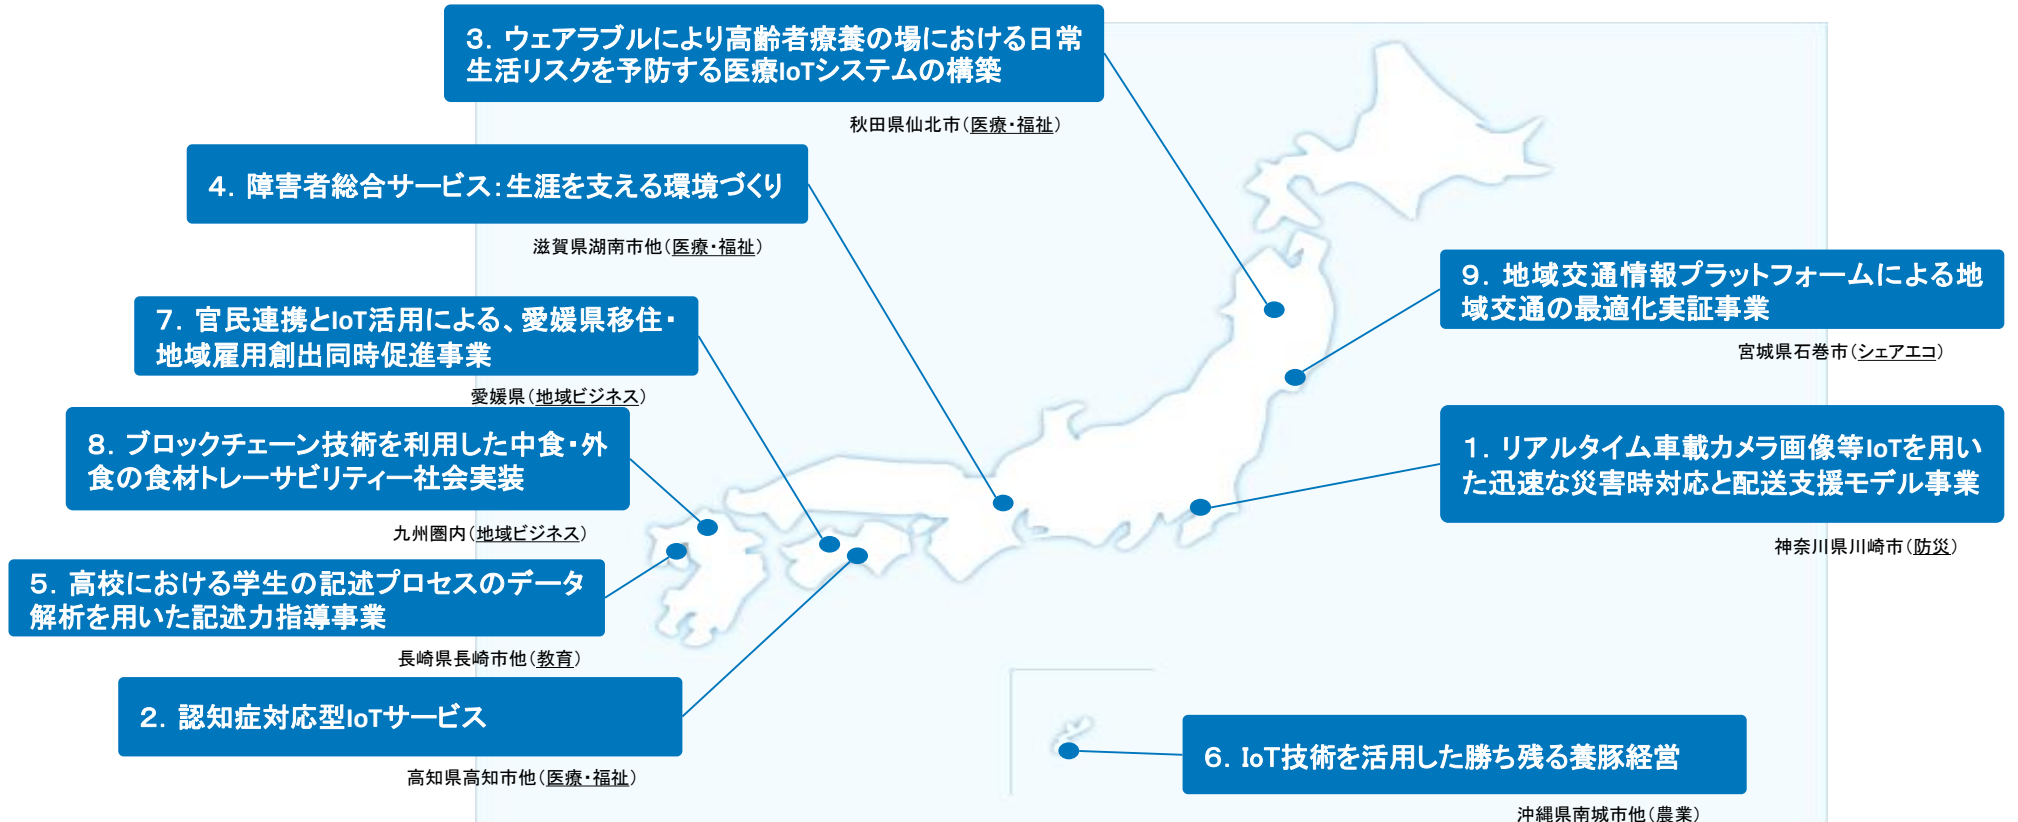 3．ウェアラブルにより高齢者療養の場における日常
生活リスクを予防する医療IoTシステムの構築
秋田県仙北市（医療・福祉）
4．障害者総合サービス：生涯を支える環境づくり
滋賀県湖南市他（医療・福祉）
7．官民連携とIoT活用による、愛媛県移住・
地域雇用創出同時促進事業
愛媛県（地域ビジネス）
8．ブロックチェーン技術を利用した中食・外
食の食材トレーサビリティー社会実装
九州圏内（地域ビジネス）
5．高校における学生の記述プロセスのデータ
解析を用いた記述力指導事業
長崎県長崎市他（教育）
2．認知症対応型IoTサービス
高知県高知市他（医療・福祉）
9．地域交通情報プラットフォームによる地
域交通の最適化実証事業
宮城県石巻市（シェアエコ）
1．リアルタイム車載カメラ画像等IoTを用い
た迅速な災害時対応と配送支援モデル事業
神奈川県川崎市（防災）
6．IoT技術を活用した勝ち残る養豚経営
沖縄県南城市他（農業）